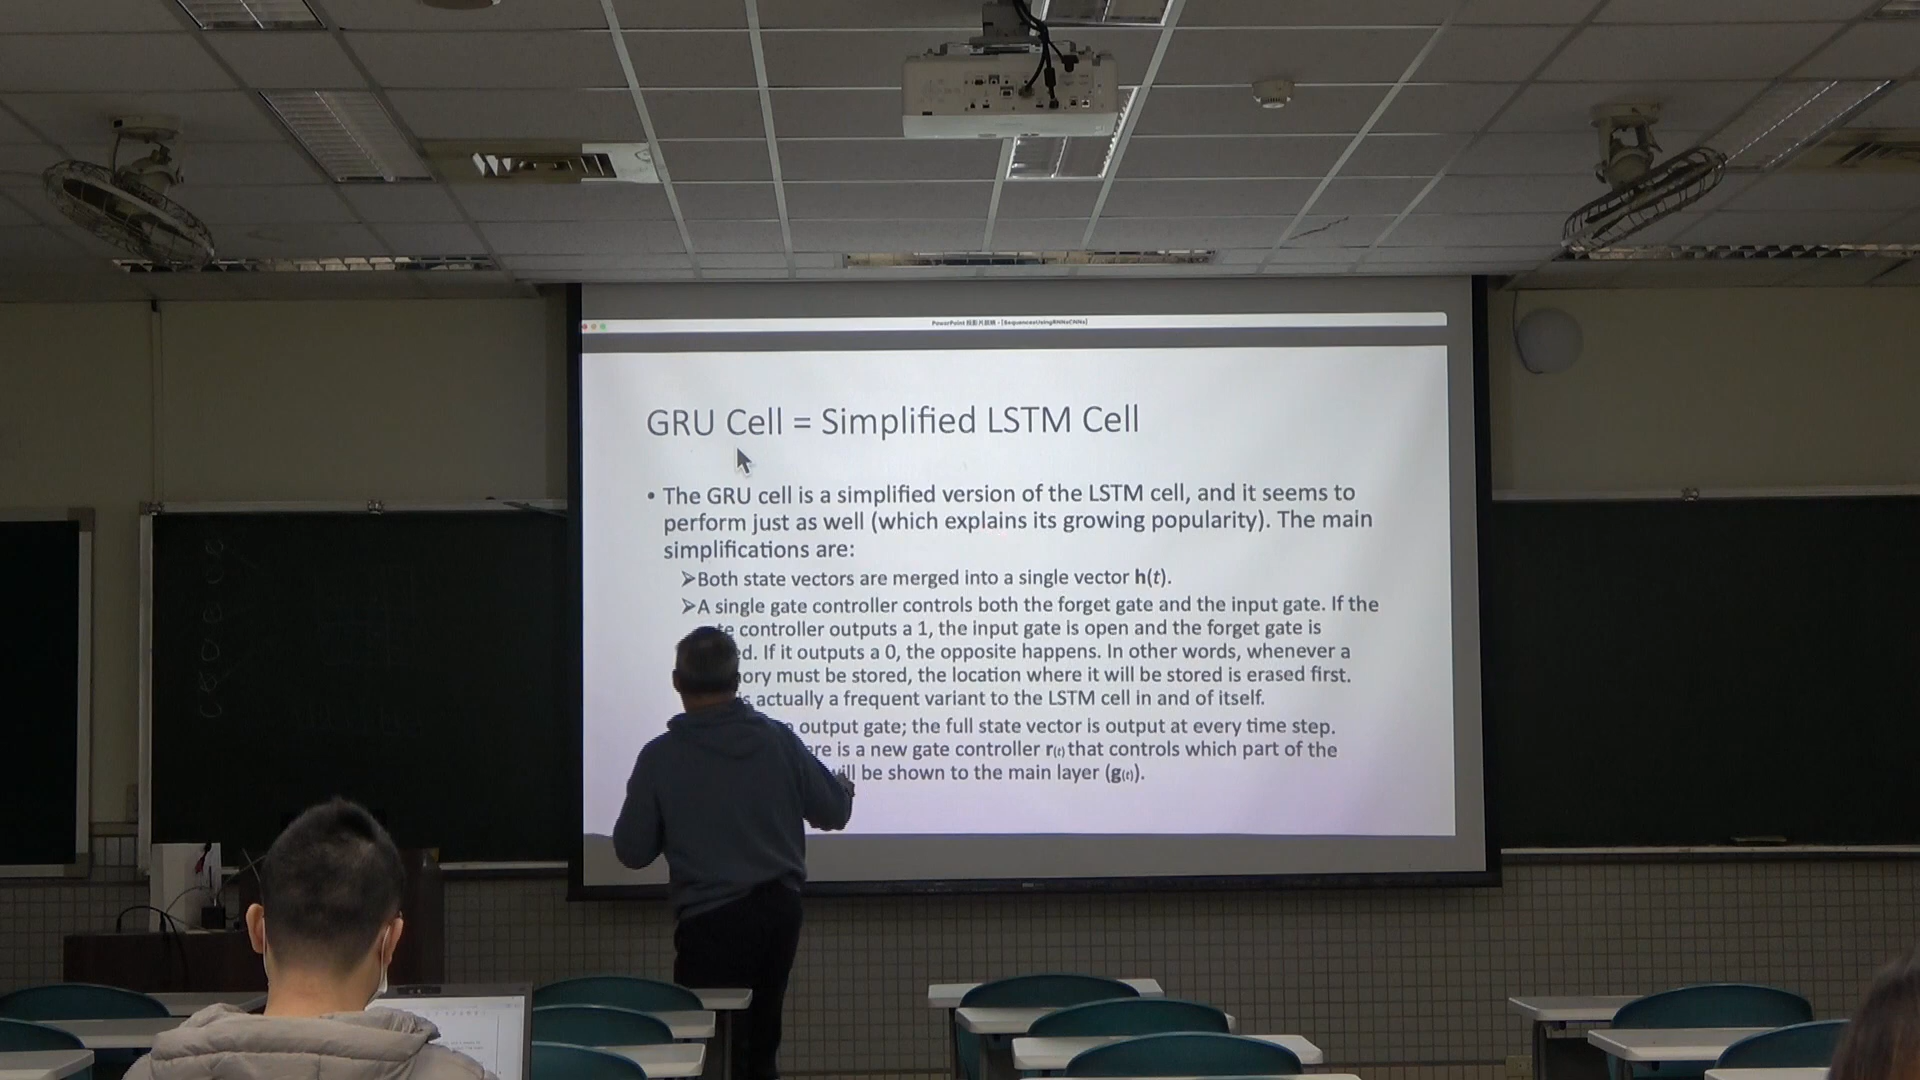 PowerPoint - [SequencesUsingRNNsCNNs]
GRU Cell = Simplified LSTM Cell
• The GRU cell is a simplified version of the LSTM cell, and it seems to
perform just as well (which explains its growing popularity). The main
simplifications are:
➢Both state vectors are merged into a single vector h(t).
➢A single gate controller controls both the forget gate and the input gate. If the
controller outputs a 1, the input gate is open and the forget gate is
If it outputs a 0, the opposite happens. In other words, whenever a
must be stored, the location where it will be stored is erased first.
actually a frequent variant to the LSTM cell in and of itself.
output gate; the full state vector is output at every time step.
is a new gate controller r(t) that controls which part of the
will be shown to the main layer (g(t)).